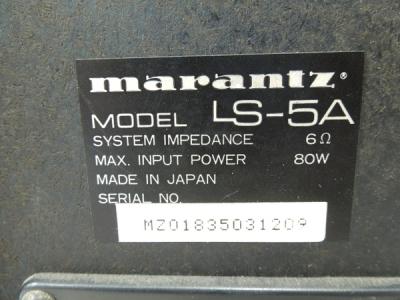 marantz®
MODEL LS-5A
SYSTEM IMPEDANCE 6Ω
MAX. INPUT POWER 80W
MADE IN JAPAN
SERIAL NO.
MZ01835031209